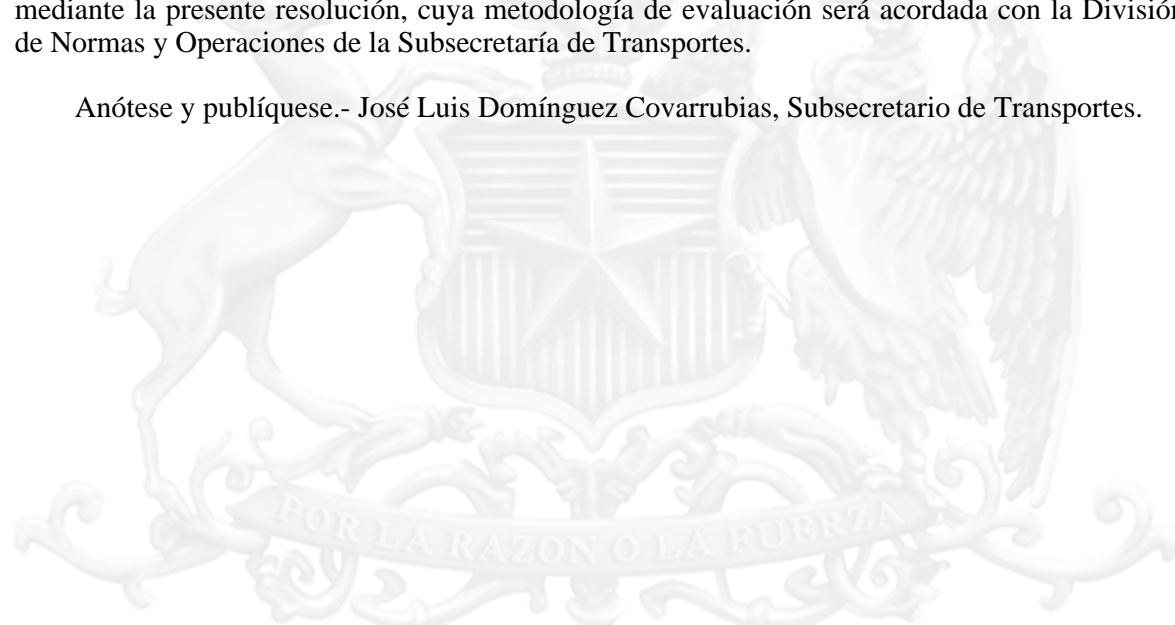 mediante la presente resolución, cuya metodología de evaluación será acordada con la División
de Normas y Operaciones de la Subsecretaría de Transportes.
Anótese y publíquese.- José Luis Domínguez Covarrubias, Subsecretario de Transportes.
POR LA RAZON O LA FUERZA